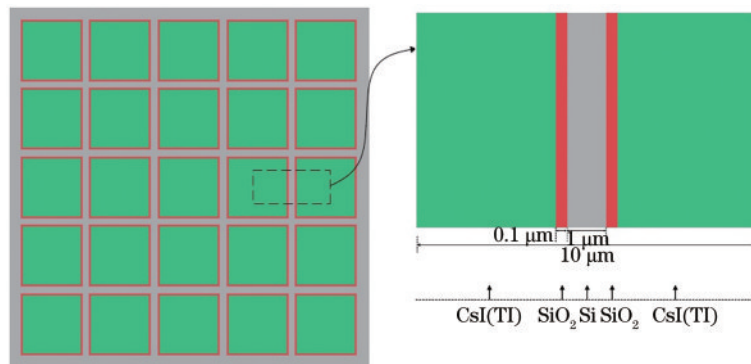 0.1 μm
1 μm
10 μm
CsI(TI) SiO₂ Si SiO₂ CsI(TI)